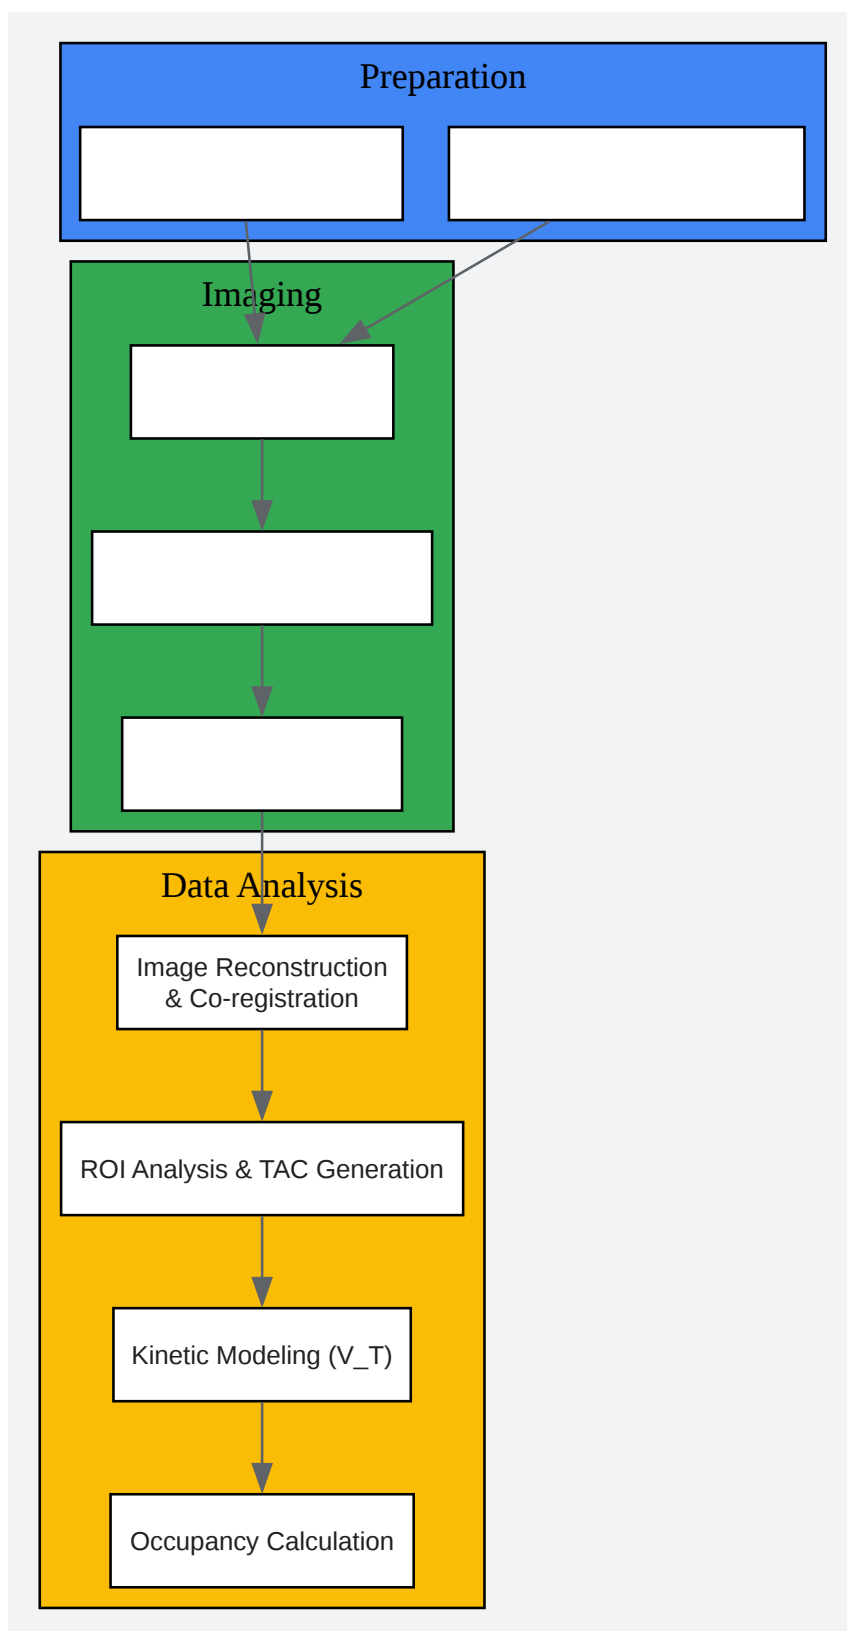 Preparation
Imaging
Data Analysis
Image Reconstruction
& Co-registration
ROI Analysis & TAC Generation
Kinetic Modeling (V_T)
Occupancy Calculation